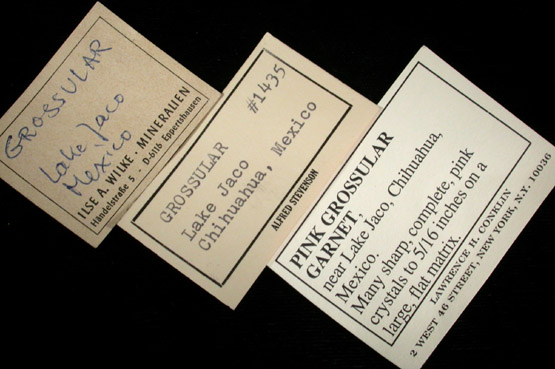 GROSSULAR
Lake Jaco
Mexico
ILSE A. WILKE · MINERALIEN
Händelstraße 5 · D-6116 Eppertshausen
#1435
GROSSULAR
Lake Jaco
Chihuahua, Mexico
ALFRED STEVENSON
PINK GROSSULAR
GARNET,
near Lake Jaco, Chihuahua,
Mexico.
Many sharp, complete, pink
crystals to 5/16 inches on a
large, flat matrix.
LAWRENCE H. CONKLIN
2 WEST 46 STREET, NEW YORK, N.Y. 10036